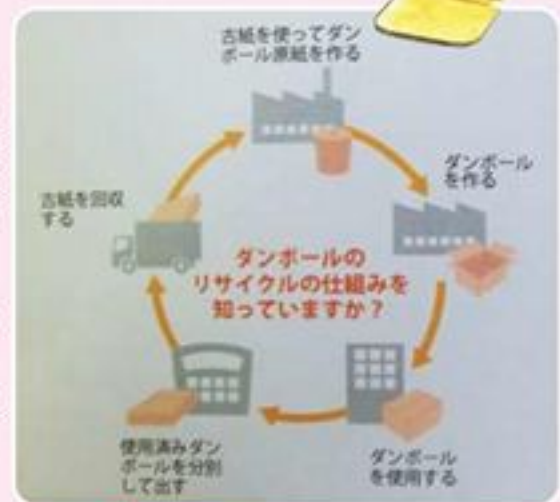 古紙を使ってダン
ボール原紙を作る
ダンボール
を作る
古紙を回収
する
ダンボールの
リサイクルの仕組みを
知っていますか？
使用済みダン
ボールを分別
して出す
ダンボール
を使用する